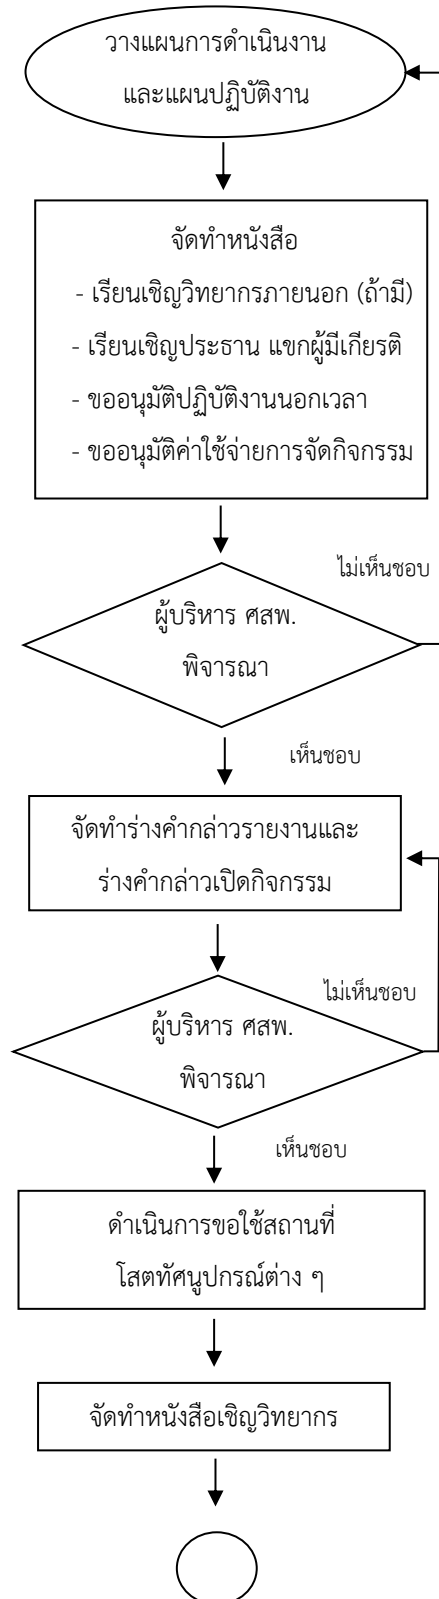 วางแผนการดำเนินงาน
และแผนปฏิบัติงาน
จัดทำหนังสือ
- เรียนเชิญวิทยากรภายนอก (ถ้ามี)
- เรียนเชิญประธาน แขกผู้มีเกียรติ
- ขออนุมัติปฏิบัติงานนอกเวลา
- ขออนุมัติค่าใช้จ่ายการจัดกิจกรรม
ไม่เห็นชอบ
ผู้บริหาร ศสพ.
พิจารณา
เห็นชอบ
จัดทำร่างคำกล่าวรายงานและ
ร่างคำกล่าวเปิดกิจกรรม
ไม่เห็นชอบ
ผู้บริหาร ศสพ.
พิจารณา
เห็นชอบ
ดำเนินการขอใช้สถานที่
โสตทัศนูปกรณ์ต่าง ๆ
จัดทำหนังสือเชิญวิทยากร